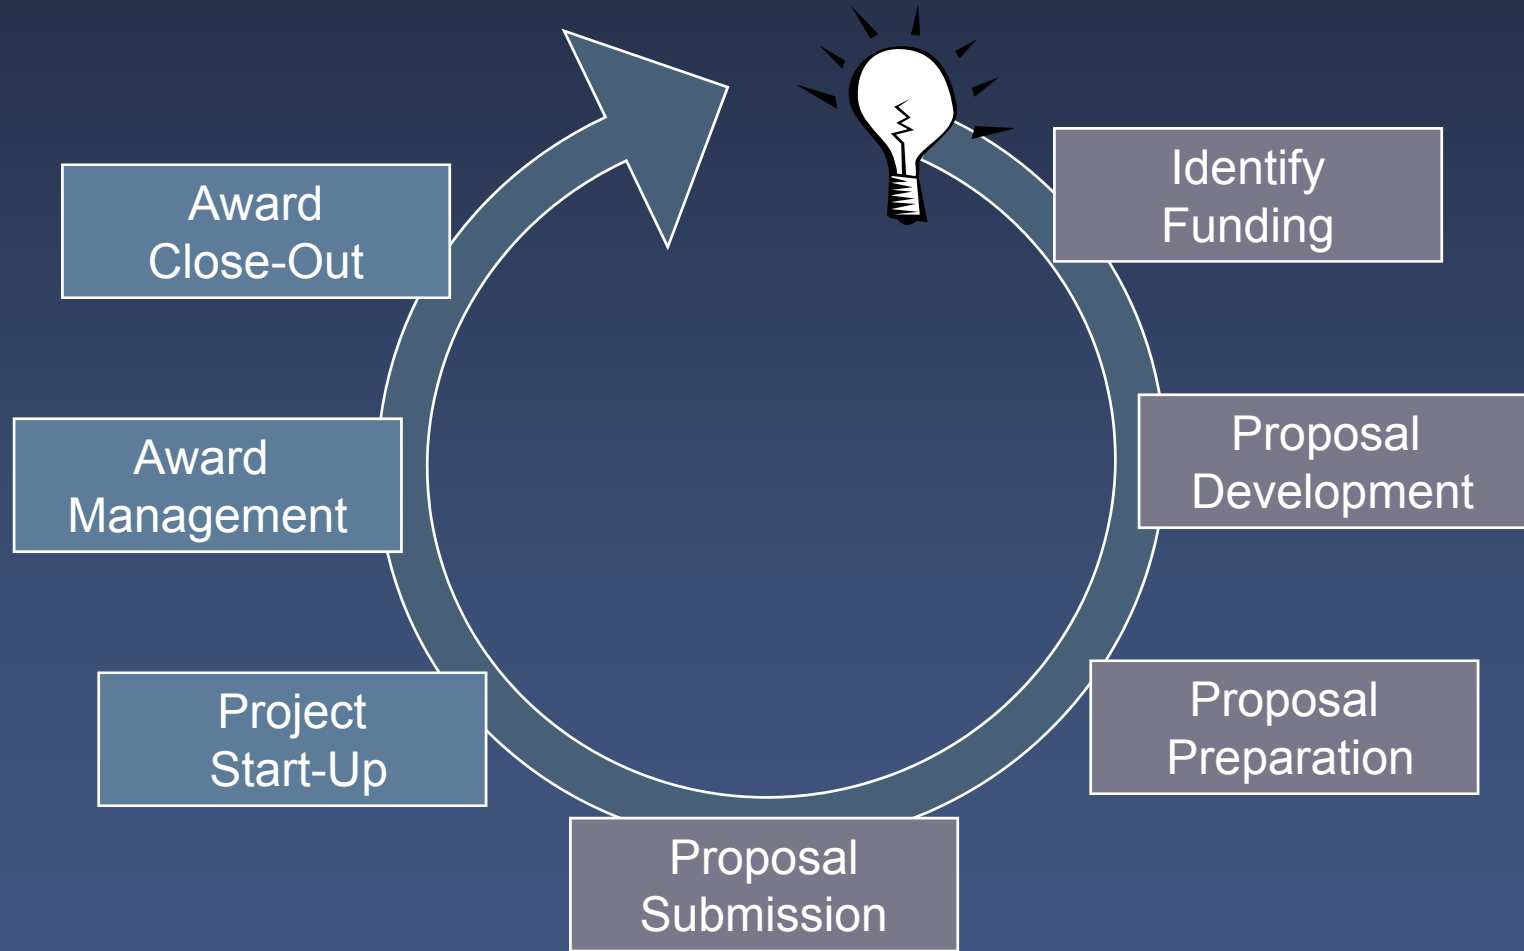 Identify
Funding
Proposal
Development
Proposal
Preparation
Proposal
Submission
Project
Start-Up
Award
Management
Award
Close-Out